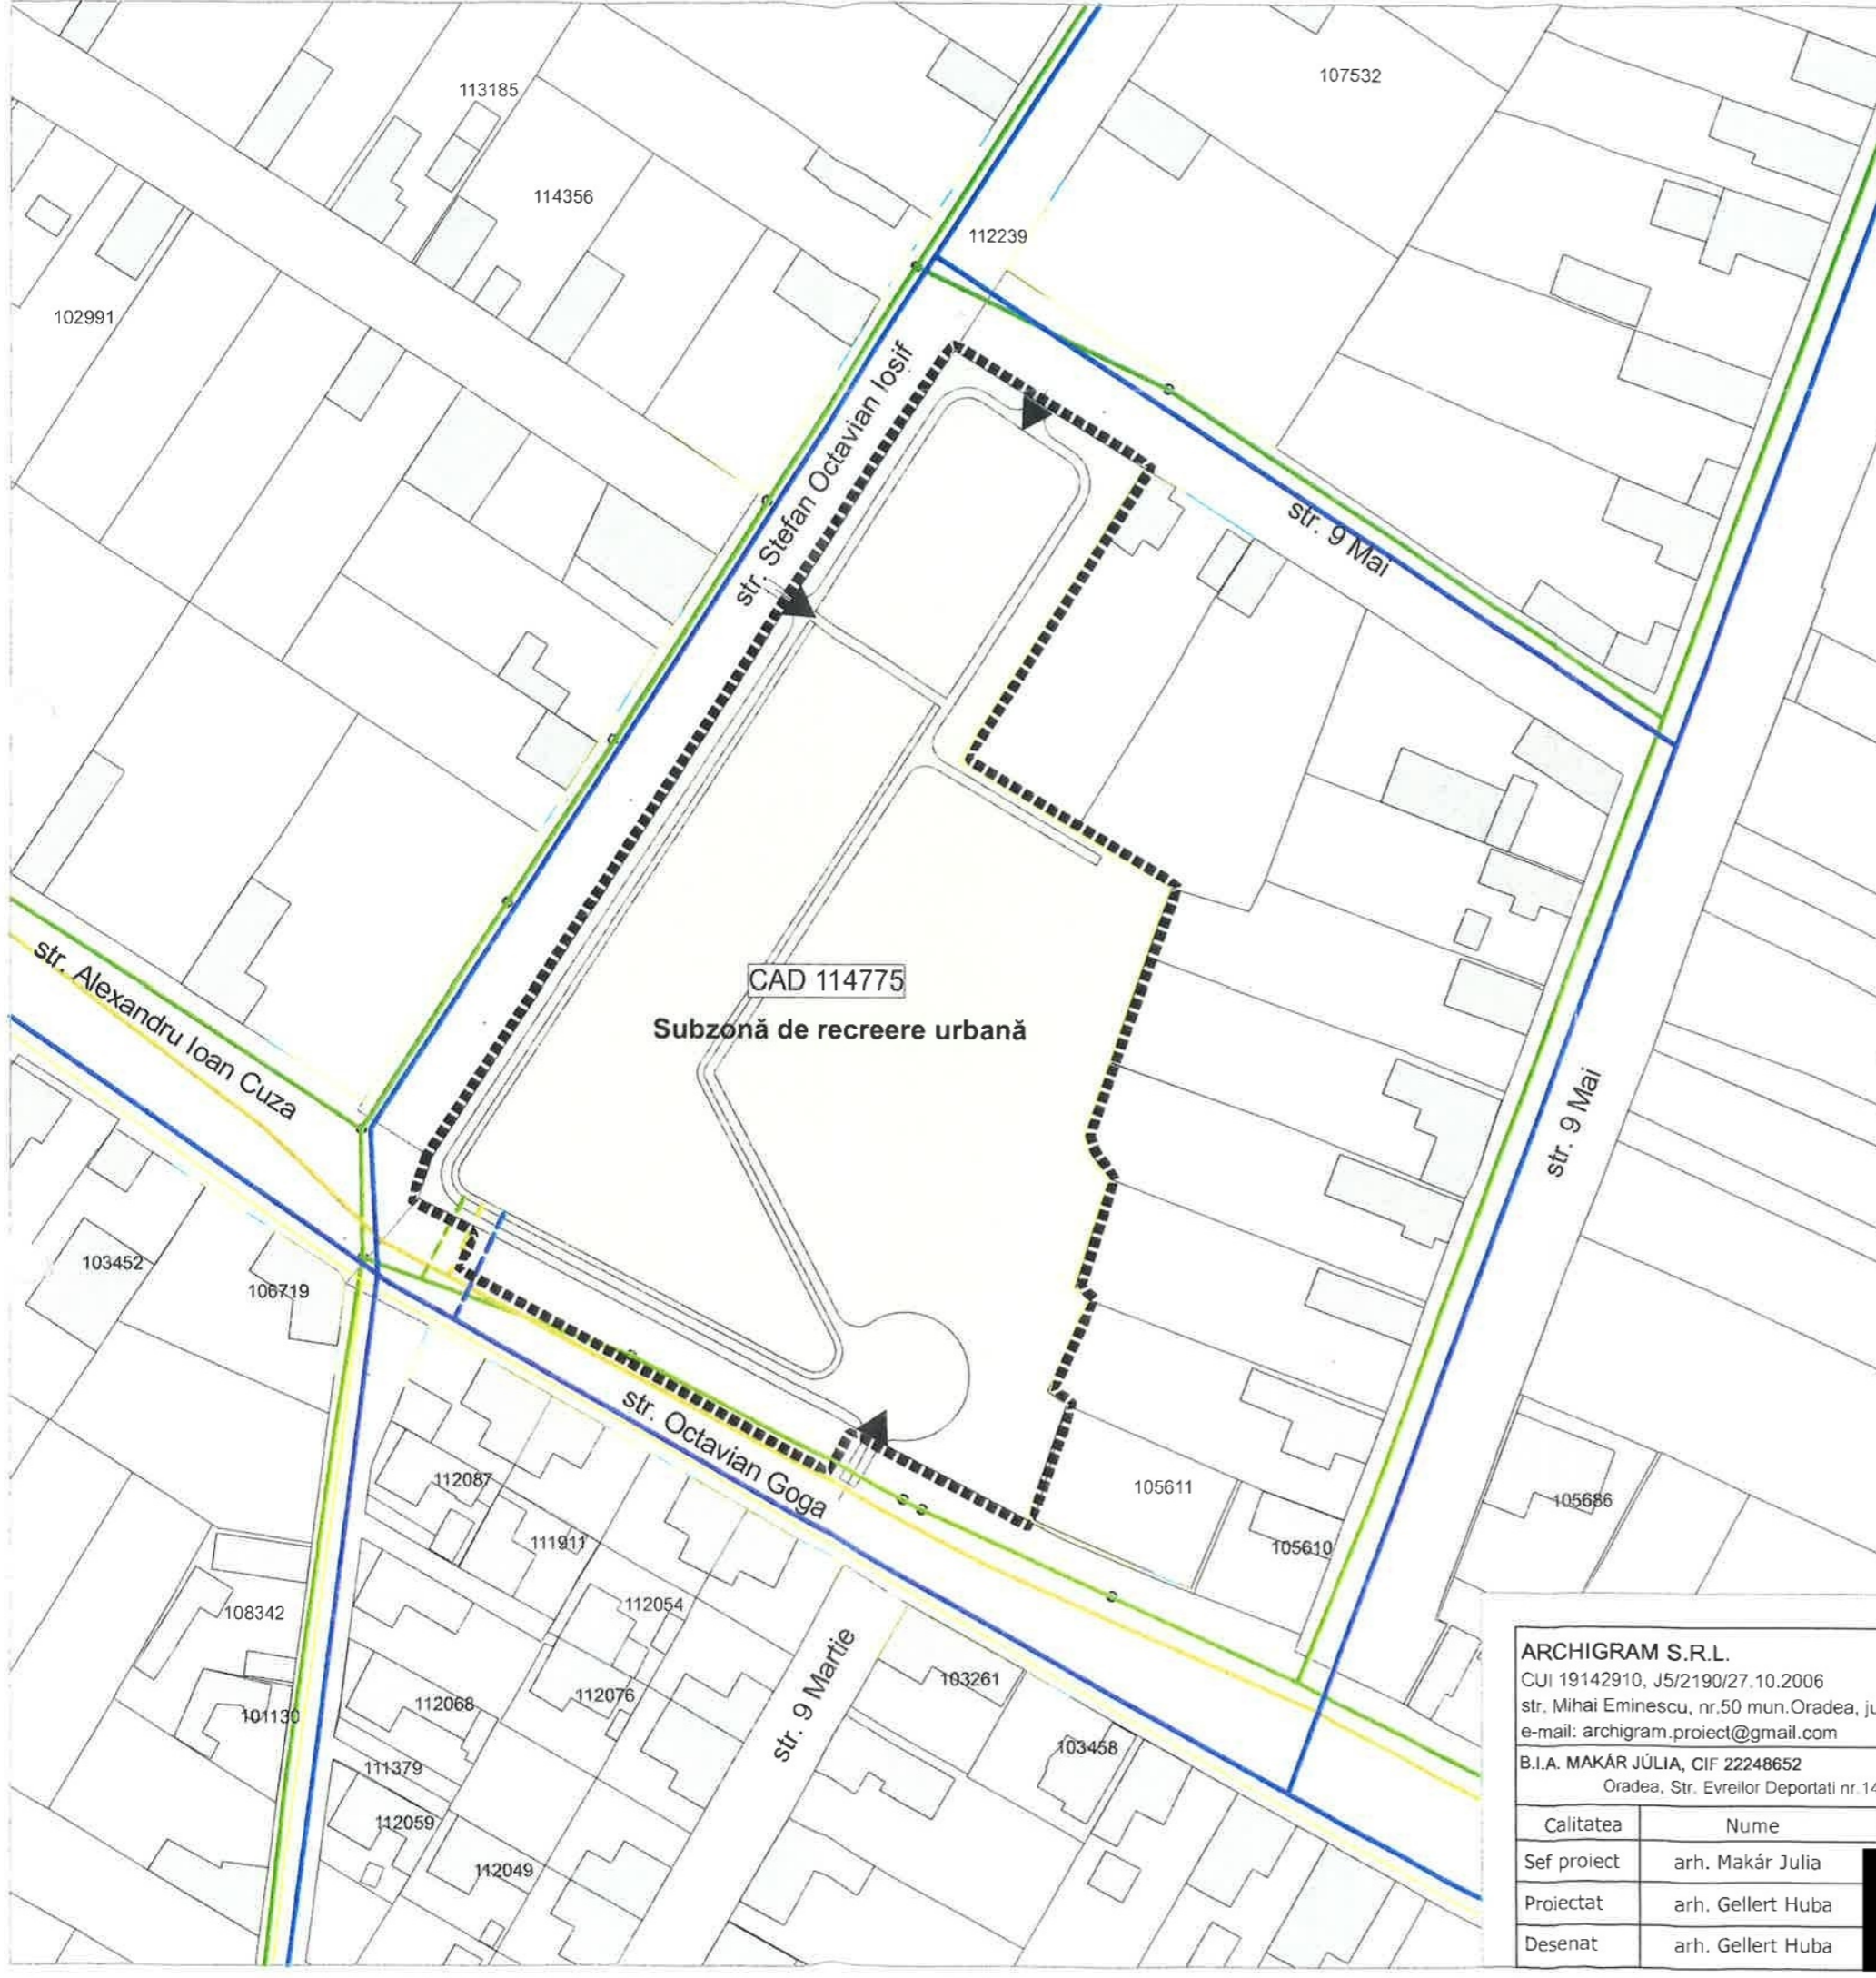 113185
107532
114356
112239
102991
str. Stefan Octavian Iosif
str. 9 Mai
CAD 114775
Subzonă de recreere urbană
str. Alexandru Ioan Cuza
str. 9 Mai
103452
106719
str. Octavian Goga
112087
105611
105686
111911
105610
112054
108342
str. 9 Martie
103261
112076
112068
101130
103458
111379
112059
112049
ARCHIGRAM S.R.L.
CUI 19142910, J5/2190/27.10.2006
str. Mihai Eminescu, nr.50 mun.Oradea, ju
e-mail: archigram.proiect@gmail.com
B.I.A. MAKÁR JÚLIA, CIF 22248652
Oradea, Str. Evreilor Deportati nr.14
Calitatea Nume
Sef proiect arh. Makár Julia
Proiectat arh. Gellert Huba
Desenat arh. Gellert Huba